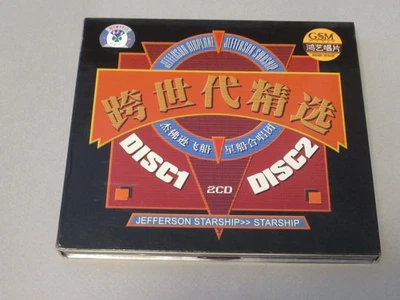 JEFFERSON AIRPLANE
JEFFERSON STARSHIP
GSM
鸿艺唱片
跨世代精选
杰佛逊飞船
星船合唱团
DISC1
DISC2
2CD
JEFFERSON STARSHIP>> STARSHIP